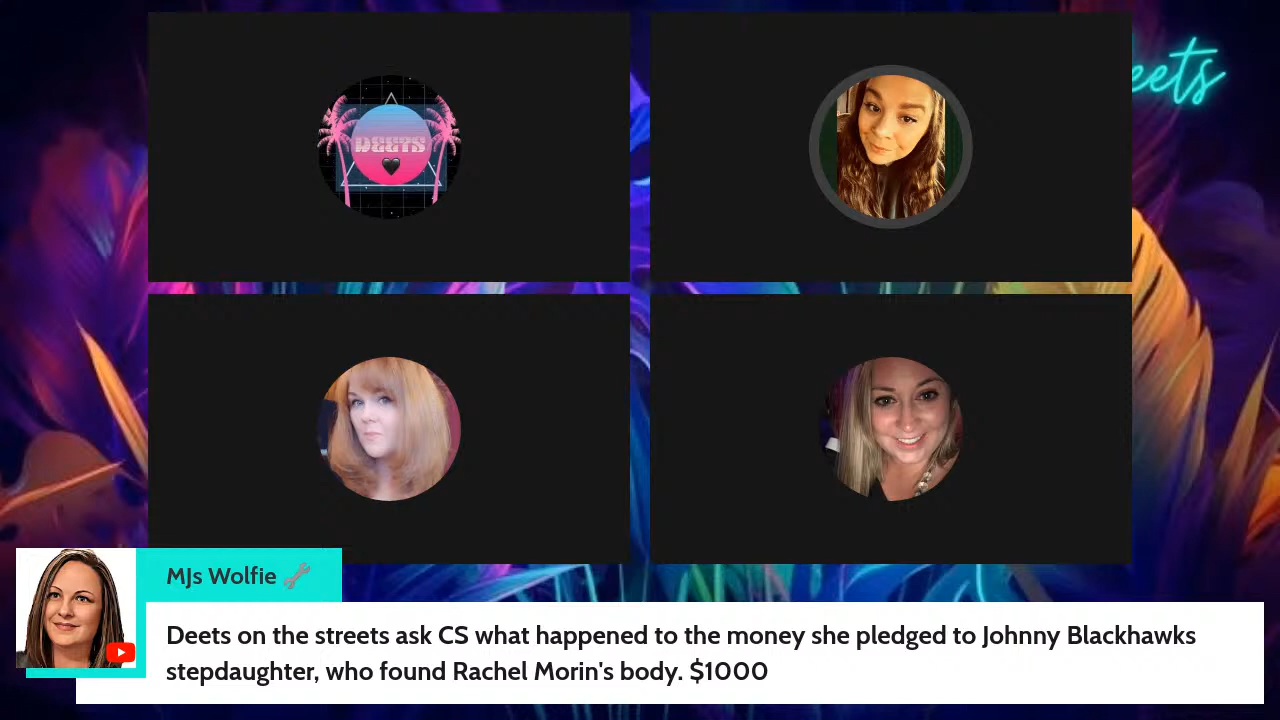 DEETS
eets
MJs Wolfie
Deets on the streets ask CS what happened to the money she pledged to Johnny Blackhawks
stepdaughter, who found Rachel Morin's body. $1000